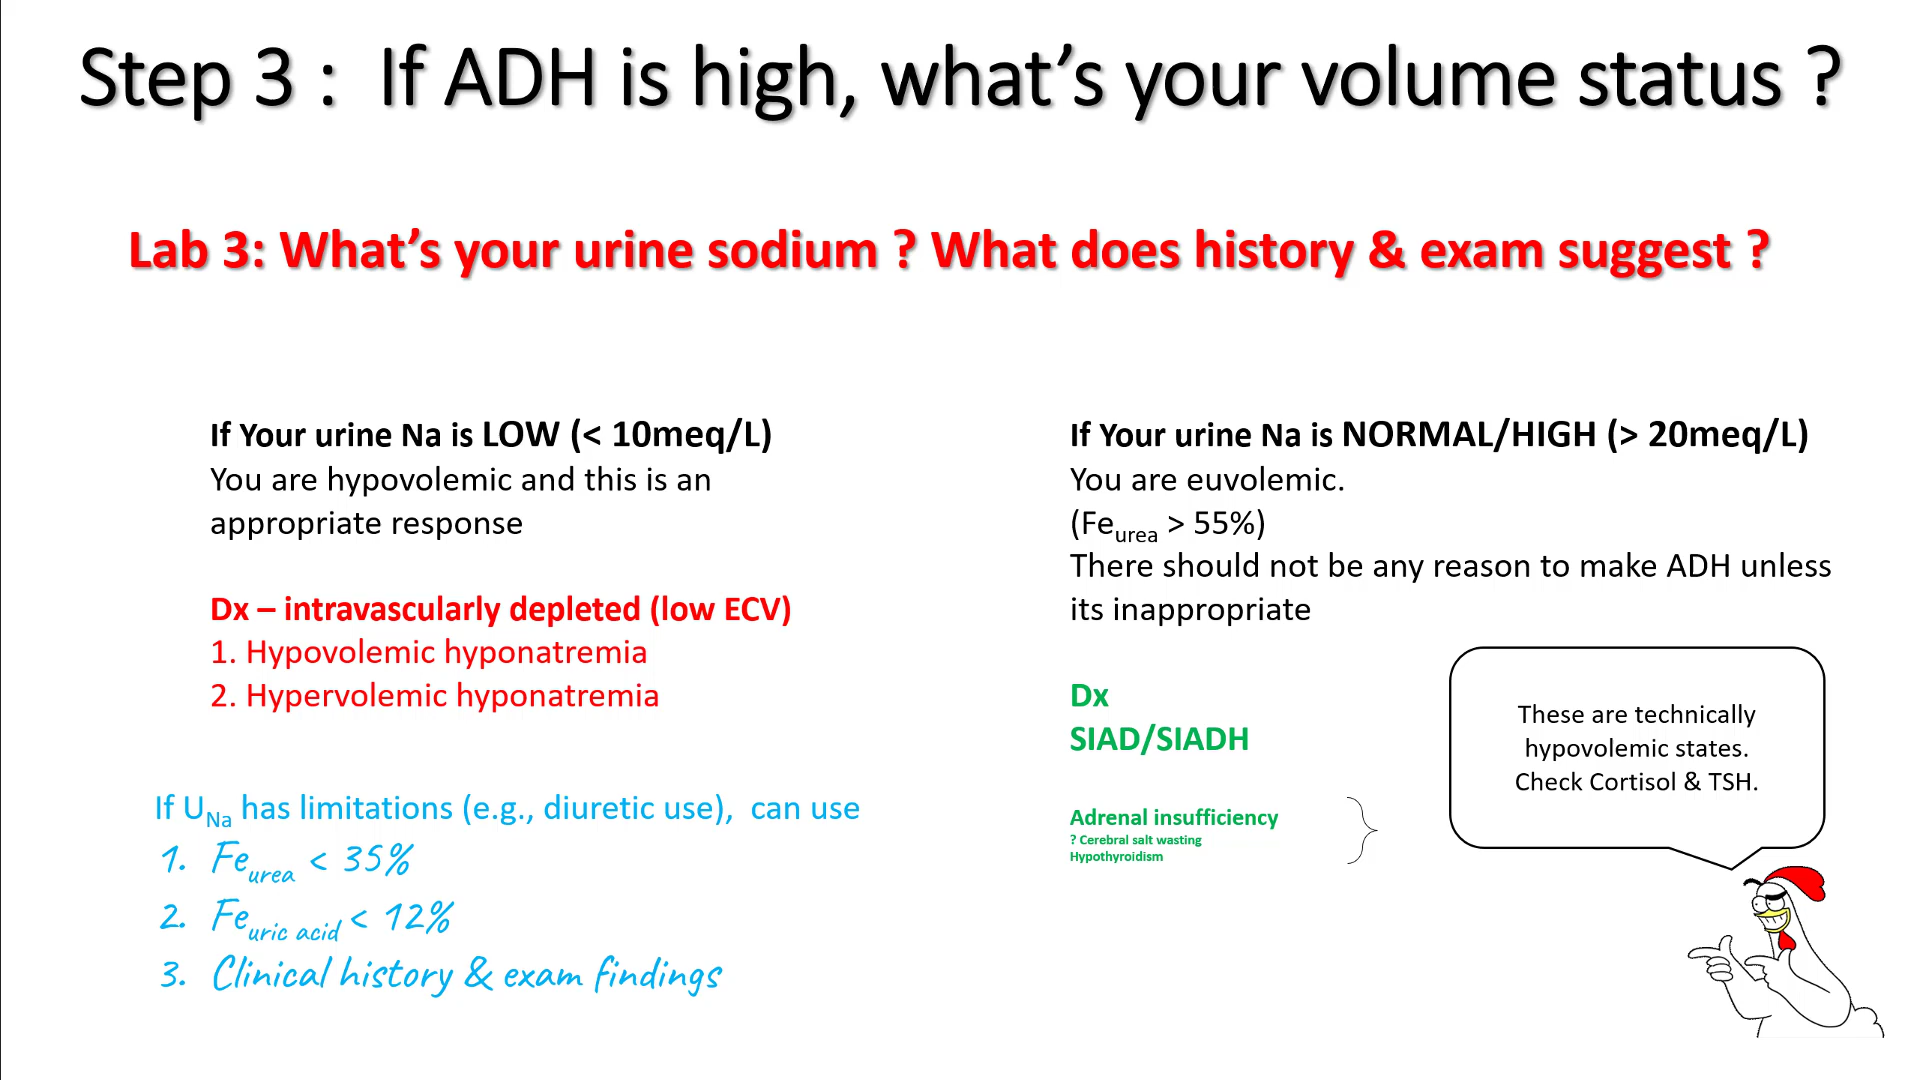 Step 3 : If ADH is high, what’s your volume status ?
Lab 3: What’s your urine sodium ? What does history & exam suggest ?
If Your urine Na is LOW (< 10meq/L)
You are hypovolemic and this is an
appropriate response
Dx – intravascularly depleted (low ECV)
1. Hypovolemic hyponatremia
2. Hypervolemic hyponatremia
If UNa has limitations (e.g., diuretic use), can use
1. Feurea < 35%
2. Feuric acid < 12%
3. Clinical history & exam findings
If Your urine Na is NORMAL/HIGH (> 20meq/L)
You are euvolemic.
(Feurea > 55%)
There should not be any reason to make ADH unless
its inappropriate
Dx
SIAD/SIADH
Adrenal insufficiency
? Cerebral salt wasting
Hypothyroidism
These are technically
hypovolemic states.
Check Cortisol & TSH.